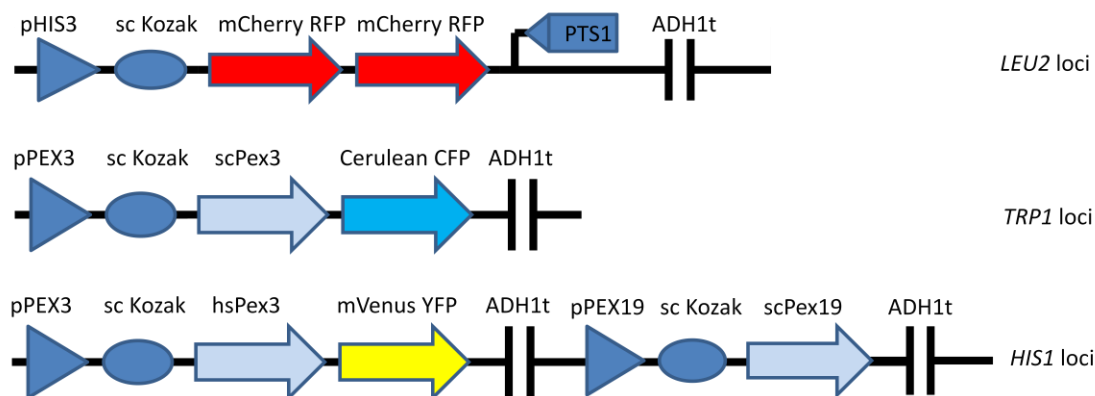 pHIS3 sc Kozak mCherry RFP mCherry RFP PTS1 ADH1t
LEU2 loci
pPEX3 sc Kozak scPex3 Cerulean CFP ADH1t
TRP1 loci
pPEX3 sc Kozak hsPex3 mVenus YFP ADH1t pPEX19 sc Kozak scPex19 ADH1t
HIS1 loci